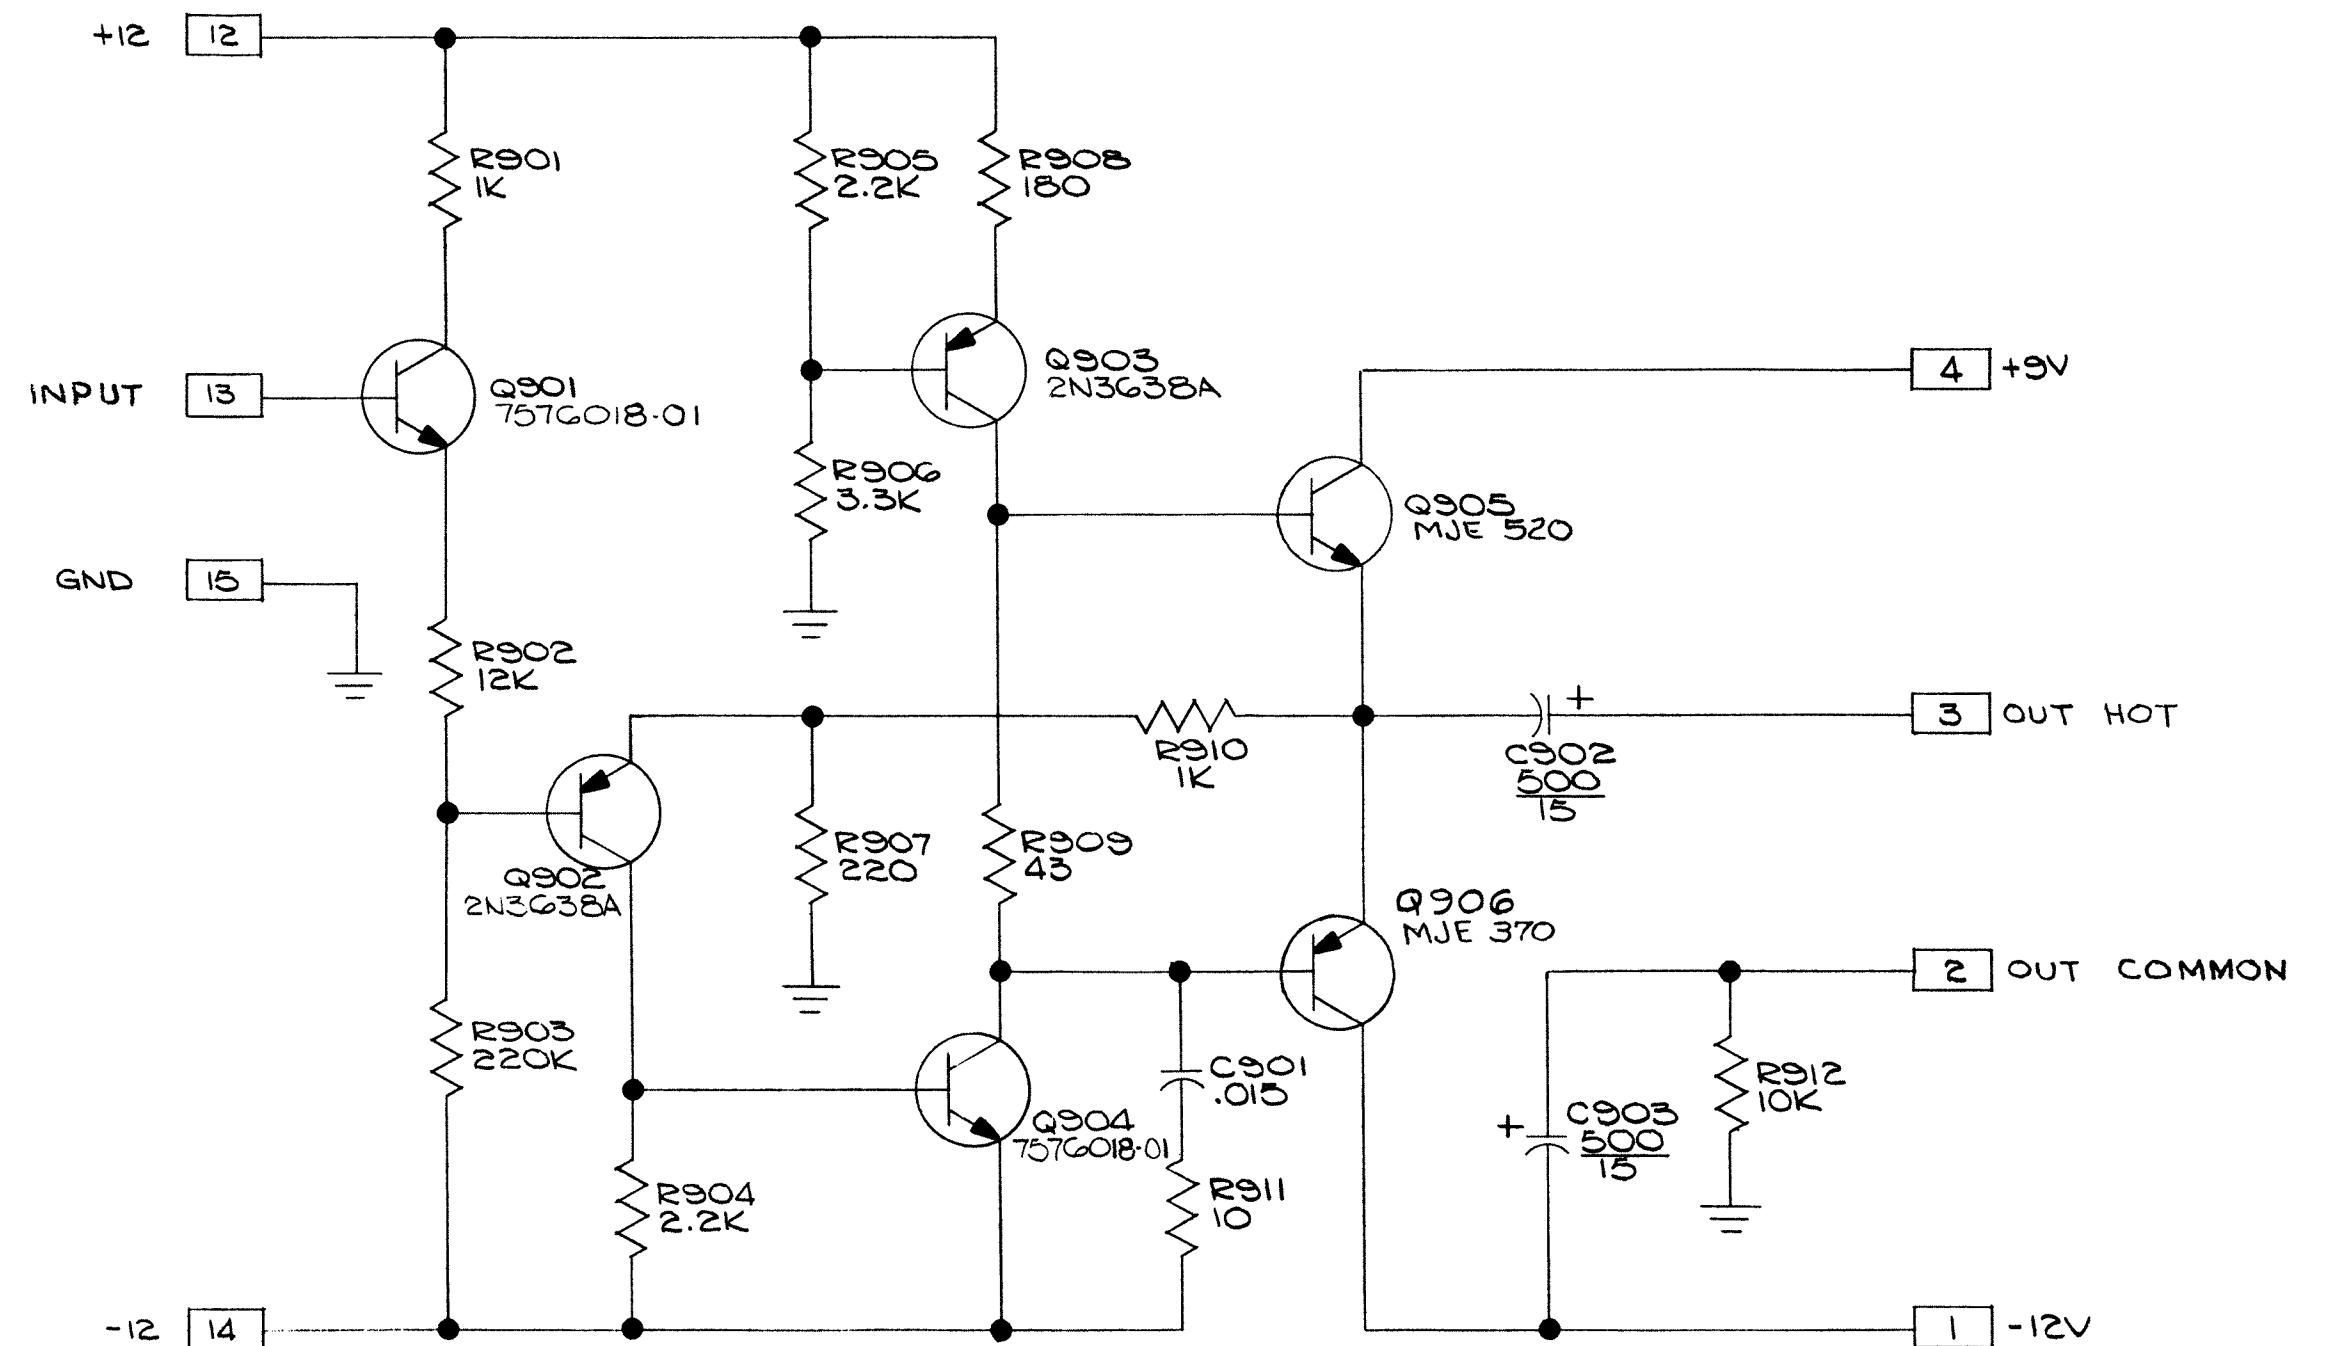 +12 12
R901
1K
R905
2.2K
R908
180
INPUT 13
Q901
7576018-01
Q903
2N3638A
4 +9V
R906
3.3K
Q905
MJE 520
GND 15
R902
12K
R910
1K
C902
500
15
+
3 OUT HOT
Q902
2N3638A
R907
220
R909
43
Q906
MJE 370
2 OUT COMMON
R903
220K
Q904
7576018-01
C901
.015
+
C903
500
15
R912
10K
R904
2.2K
R911
10
-12 14
1 -12V